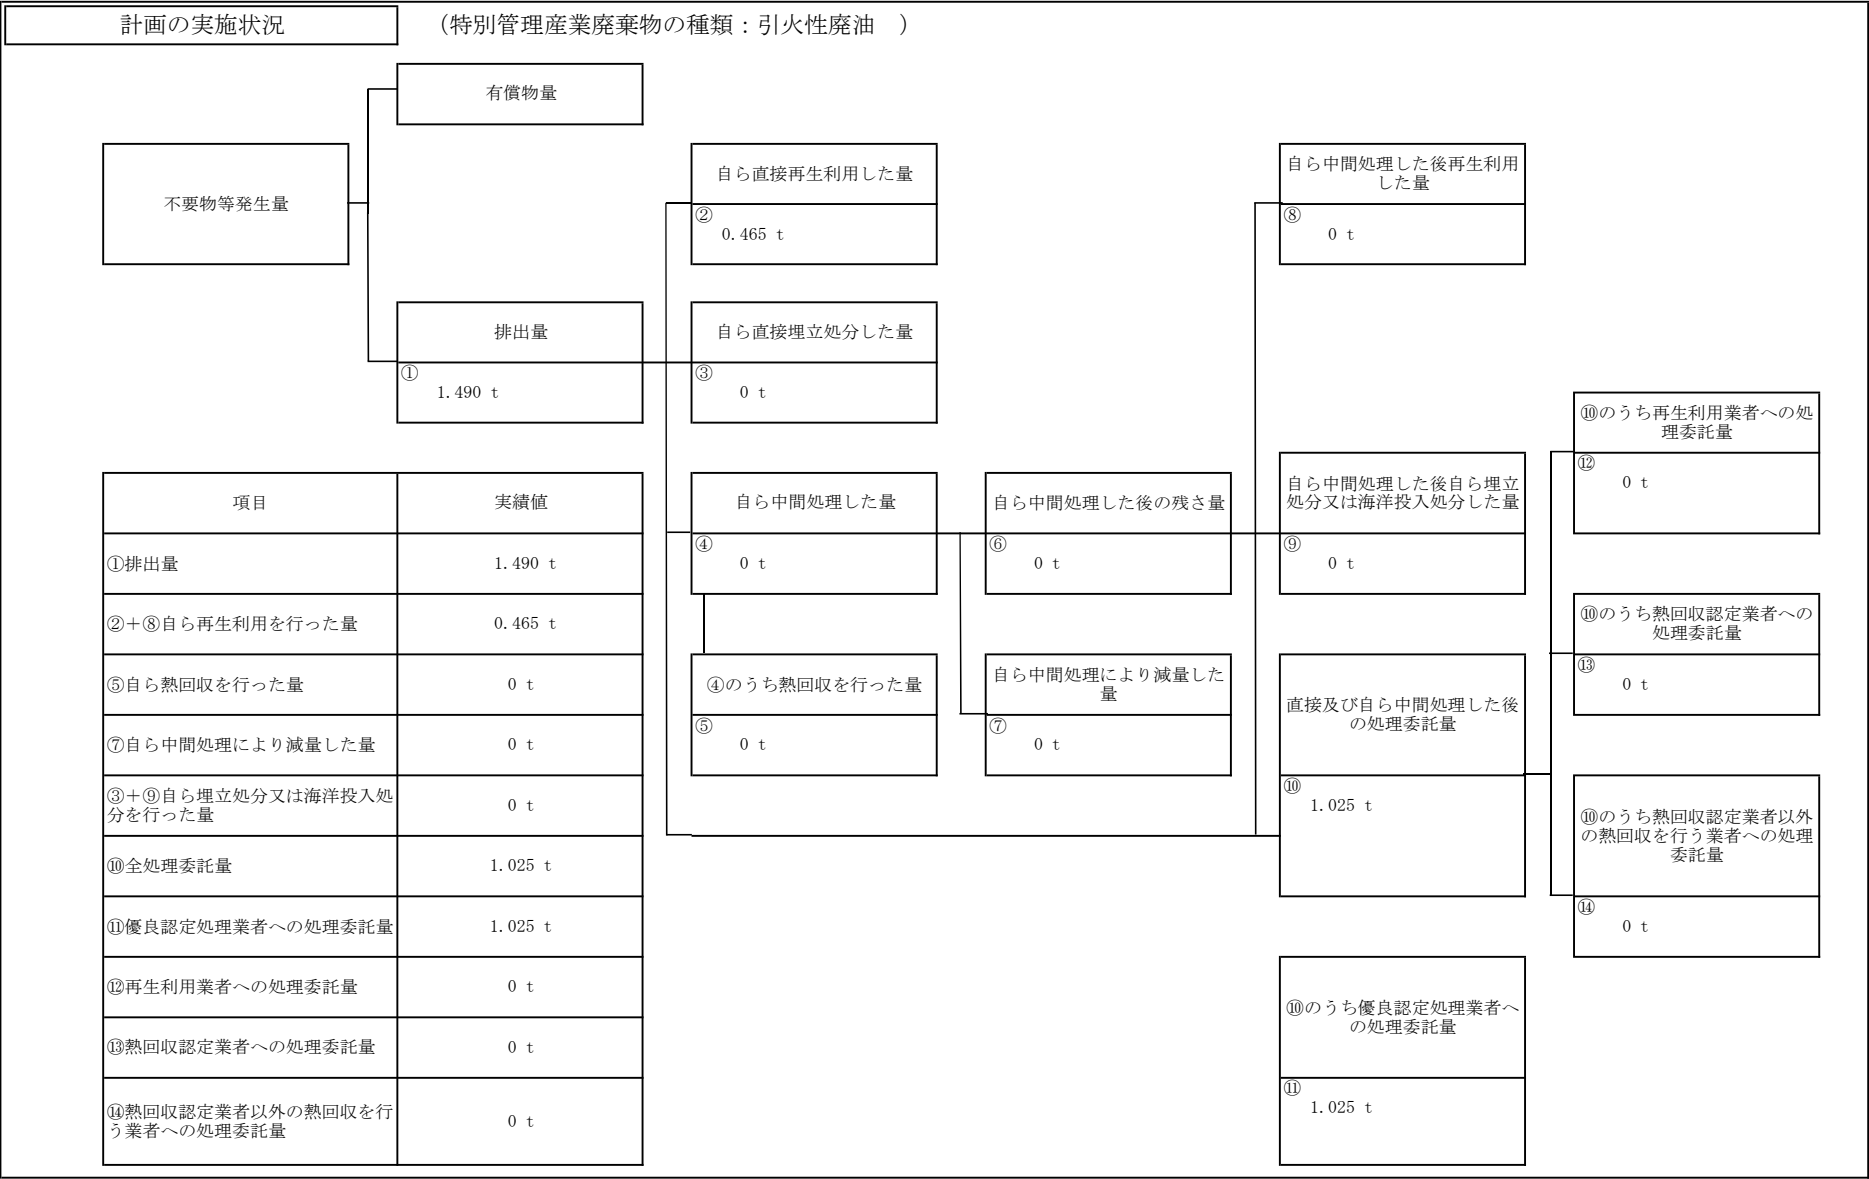 計画の実施状況
（特別管理産業廃棄物の種類：引火性廃油　）
有償物量
不要物等発生量
自ら直接再生利用した量
②
0.465 t
自ら中間処理した後再生利用
した量
⑧
0 t
排出量
①
1.490 t
自ら直接埋立処分した量
③
0 t
⑩のうち再生利用業者への処
理委託量
⑫
0 t
自ら中間処理した量
④
0 t
自ら中間処理した後の残さ量
⑥
0 t
自ら中間処理した後自ら埋立
処分又は海洋投入処分した量
⑨
0 t
⑩のうち熱回収認定業者への
処理委託量
⑬
0 t
④のうち熱回収を行った量
⑤
0 t
自ら中間処理により減量した
量
⑦
0 t
直接及び自ら中間処理した後
の処理委託量
⑩
1.025 t
⑩のうち熱回収認定業者以外
の熱回収を行う業者への処理
委託量
⑭
0 t
⑩のうち優良認定処理業者へ
の処理委託量
⑪
1.025 t
項目 実績値
①排出量 1.490 t
②＋⑧自ら再生利用を行った量 0.465 t
⑤自ら熱回収を行った量 0 t
⑦自ら中間処理により減量した量 0 t
③＋⑨自ら埋立処分又は海洋投入処
分を行った量 0 t
⑩全処理委託量 1.025 t
⑪優良認定処理業者への処理委託量 1.025 t
⑫再生利用業者への処理委託量 0 t
⑬熱回収認定業者への処理委託量 0 t
⑭熱回収認定業者以外の熱回収を行
う業者への処理委託量 0 t